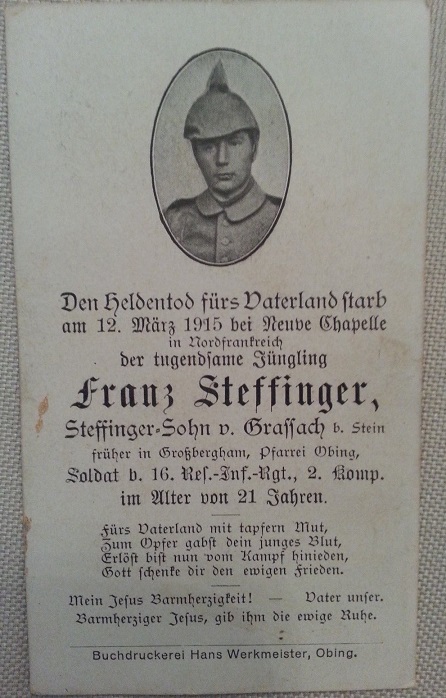 Den Heldentod fürs Vaterland starb
am 12. März 1915 bei Neuve Chapelle
in Nordfrankreich
der tugendsame Jüngling
Franz Steffinger,
Steffinger-Sohn v. Grassach b. Stein
früher in Großbergham, Pfarrei Obing,
Soldat b. 16. Res.-Inf.-Rgt., 2. Komp.
im Alter von 21 Jahren.
Fürs Vaterland mit tapferm Mut,
Zum Opfer gabst dein junges Blut,
Erlöst bist nun vom Kampf hinieden,
Gott schenke dir den ewigen Frieden.
Mein Jesus Barmherzigkeit! — Vater unser.
Barmherziger Jesus, gib ihm die ewige Ruhe.
Buchdruckerei Hans Werkmeister, Obing.